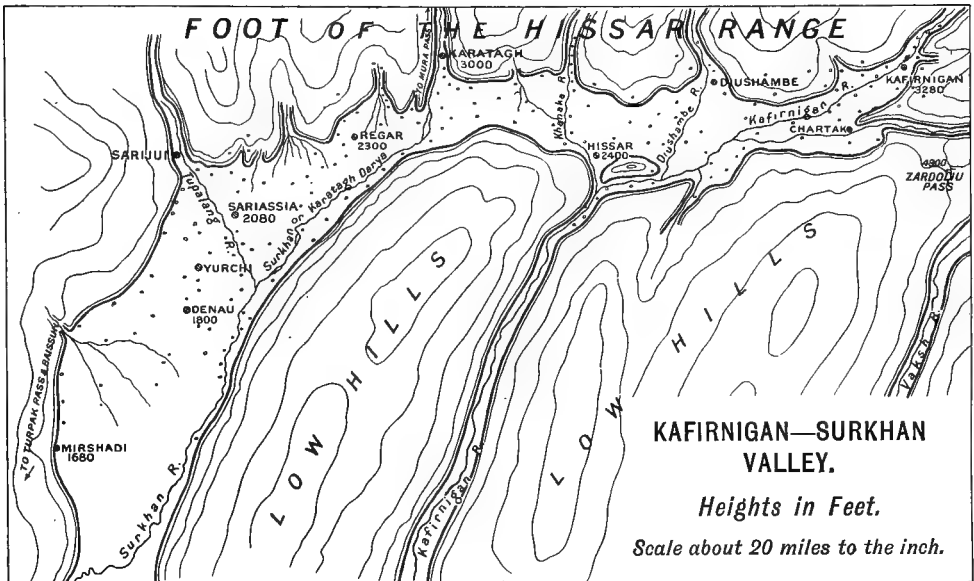 FOOT OF THE HISSAR RANGE
KARATAGH
3000
TO MURA PASS
DIUSHAMBE
KAFIRNIGAN
3280
Khanaka R.
Diushambe R.
Kafirnigan R.
CHARTAK
REGAR
2300
HISSAR
2400
SARIJUI
4800
ZARDOLIU
PASS
Tupalang R.
SARIASSIA
2080
Surkhan or Karatagh Darya
YURCHI
DENAU
1800
LOW HILLS
LOW HILLS
Vaksh R.
TO TURPAK PASS & BAISSUN
MIRSHADI
1680
Surkhan R.
Kafirnigan R.
KAFIRNIGAN—SURKHAN
VALLEY.
Heights in Feet.
Scale about 20 miles to the inch.